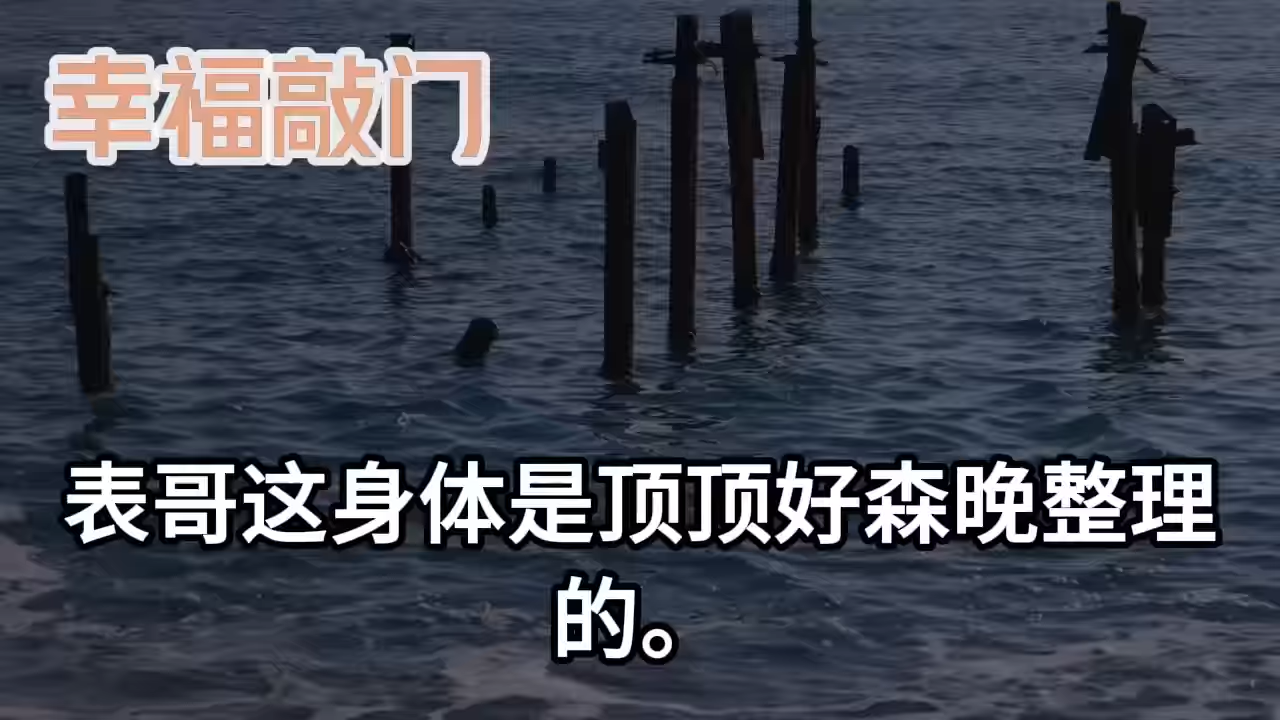 幸福敲门
表哥这身体是顶顶好森晚整理
的。